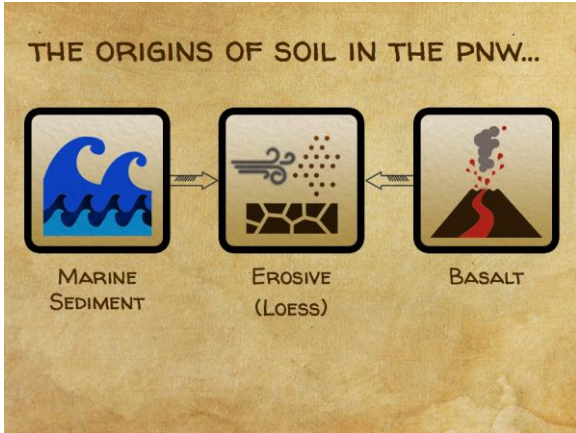 THE ORIGINS OF SOIL IN THE PNW...
MARINE
SEDIMENT
EROSIVE
(LOESS)
BASALT